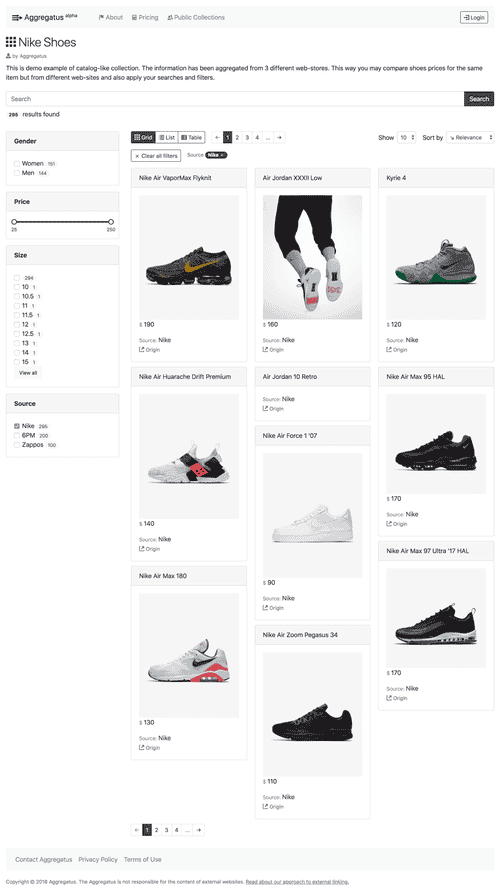 Aggregatus alpha
About
Pricing
Public Collections
Login
Nike Shoes
by Aggregatus
This is demo example of catalog-like collection. The information has been aggregated from 3 different web-stores. This way you may compare shoes prices for the same
item but from different web-sites and also apply your searches and filters.
Search
Search
295 results found
Gender
Women 151
Men 144
Price
25 250
Size
294
10 1
10.5 1
11 1
11.5 1
12 1
12.5 1
13 1
14 1
15 1
View all
Source
Nike 295
6PM 200
Zappos 100
Grid List Table
← 1 2 3 4 ... →
Show 10
Sort by Relevance
× Clear all filters
Source Nike ×
Nike Air VaporMax Flyknit
$ 190
Source: Nike
Origin
Air Jordan XXXII Low
$ 160
Source: Nike
Origin
Kyrie 4
$ 120
Source: Nike
Origin
Nike Air Huarache Drift Premium
$ 140
Source: Nike
Origin
Air Jordan 10 Retro
Source: Nike
Origin
Nike Air Max 95 HAL
$ 170
Source: Nike
Origin
Nike Air Force 1 '07
$ 90
Source: Nike
Origin
Nike Air Max 97 Ultra '17 HAL
$ 170
Source: Nike
Origin
Nike Air Max 180
$ 130
Source: Nike
Origin
Nike Air Zoom Pegasus 34
$ 110
Source: Nike
Origin
← 1 2 3 4 ... →
Contact Aggregatus Privacy Policy Terms of Use
Copyright © 2018 Aggregatus. The Aggregatus is not responsible for the content of external websites. Read about our approach to external linking.